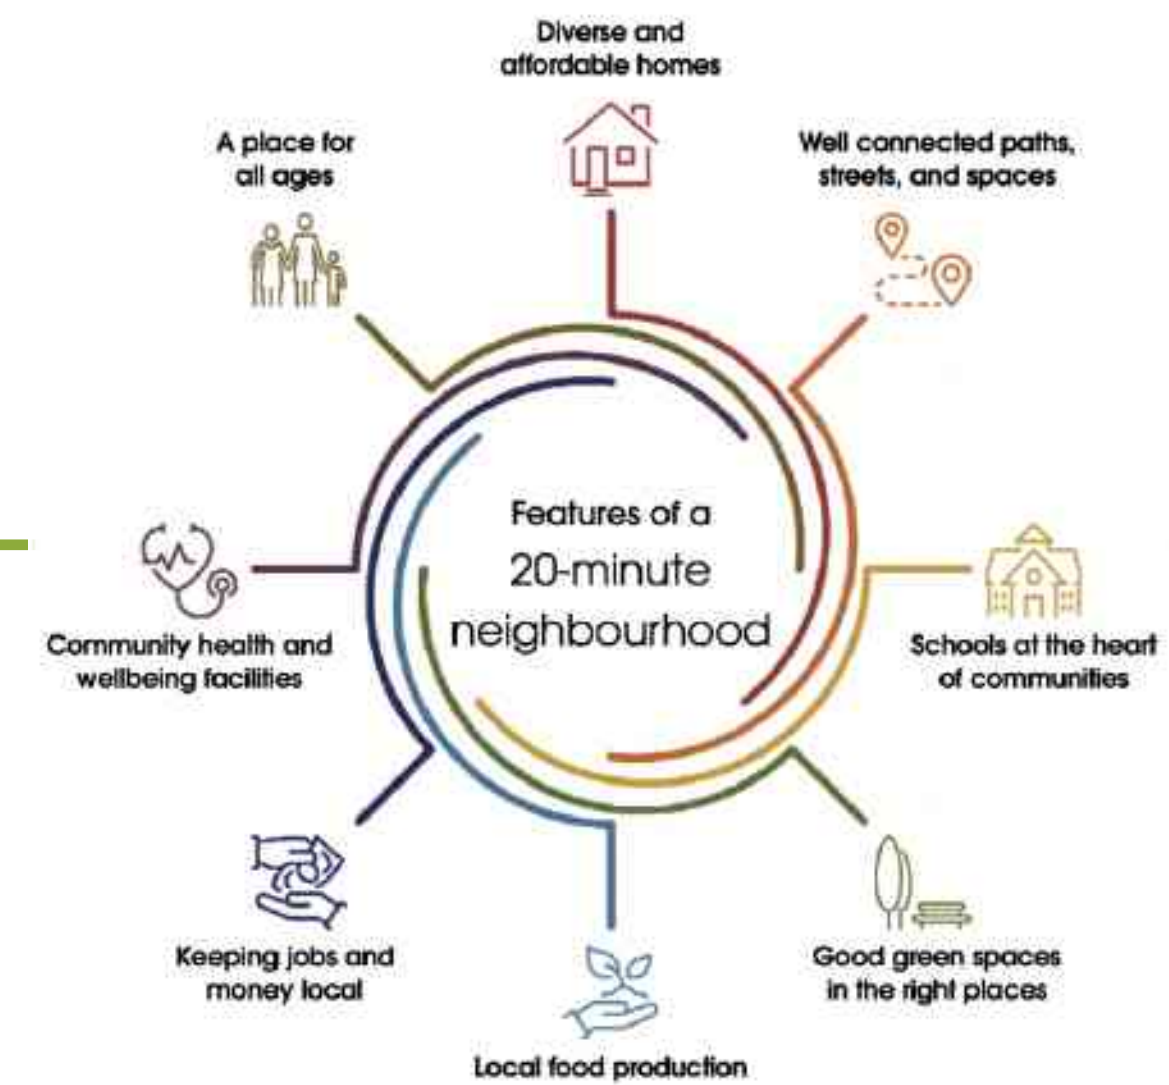 Diverse and
affordable homes
Well connected paths,
streets, and spaces
Schools at the heart
of communities
Good green spaces
in the right places
Local food production
Keeping jobs and
money local
Community health and
wellbeing facilities
A place for
all ages
Features of a
20-minute
neighbourhood